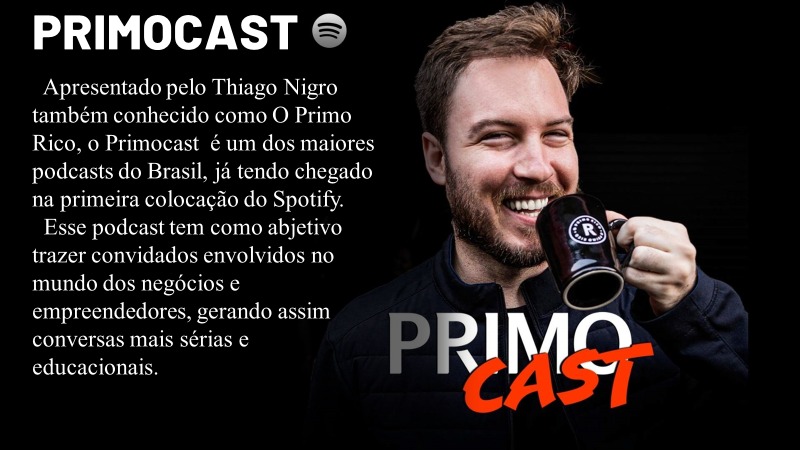 PRIMOCAST
Apresentado pelo Thiago Nigro
também conhecido como O Primo
Rico, o Primocast é um dos maiores
podcasts do Brasil, já tendo chegado
na primeira colocação do Spotify.
Esse podcast tem como abjetivo
trazer convidados envolvidos no
mundo dos negócios e
empreendedores, gerando assim
conversas mais sérias e
educacionais.
R
PRIMO
CAST